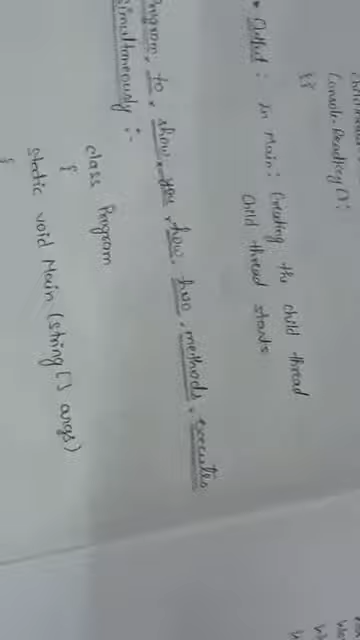 Console.ReadKey();
}}
• Output : In Main: Creating the child thread
Child thread starts
Program, to, show, you, how, two, methods, executes
simultaneously :-
class Program
{
static void Main (string [] args)
{